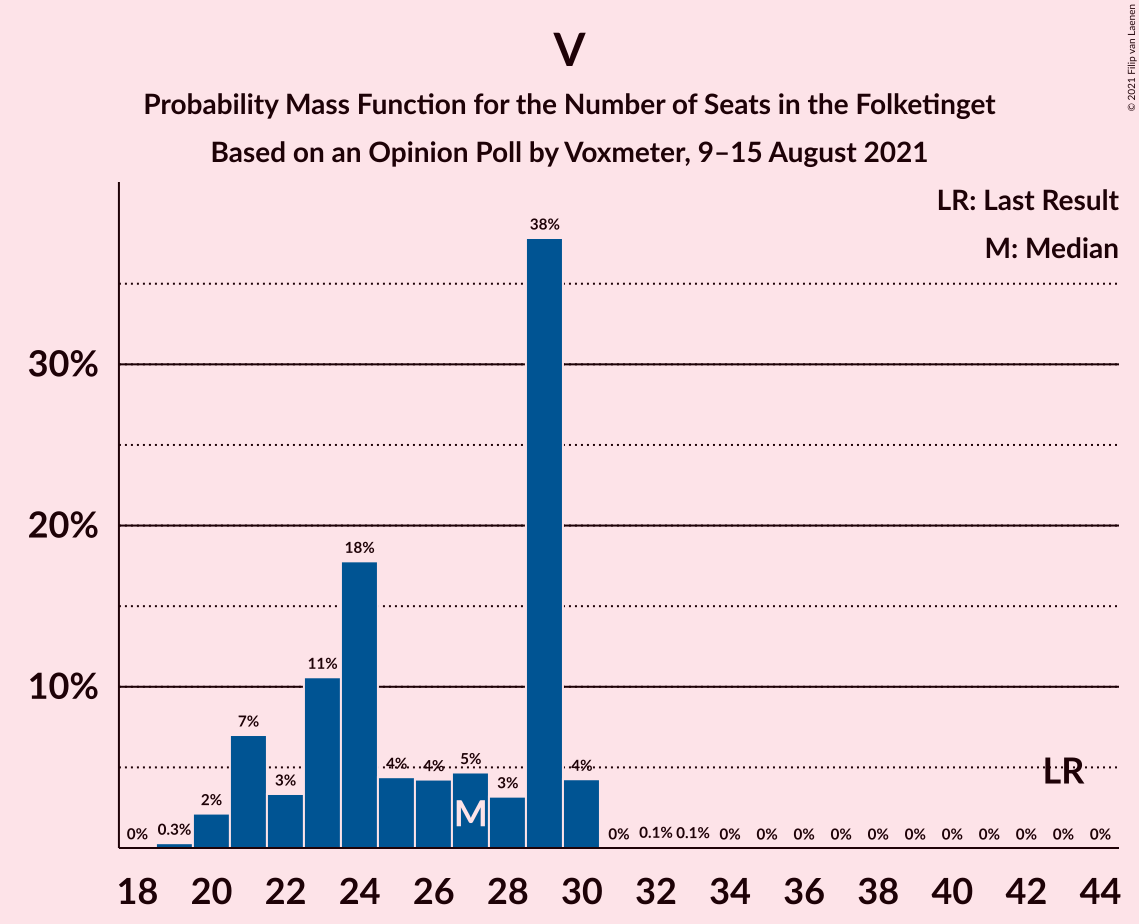 V
Probability Mass Function for the Number of Seats in the Folketinget
Based on an Opinion Poll by Voxmeter, 9–15 August 2021
© 2021 Filip van Laenen
LR: Last Result
M: Median
38%
30%
20%
18%
11%
10%
7%
5%
4% 4% 4%
3% 3%
2%
LR
M
0% 0.3% 0% 0.1% 0.1% 0% 0% 0% 0% 0% 0% 0% 0% 0% 0% 0%
18 20 22 24 26 28 30 32 34 36 38 40 42 44